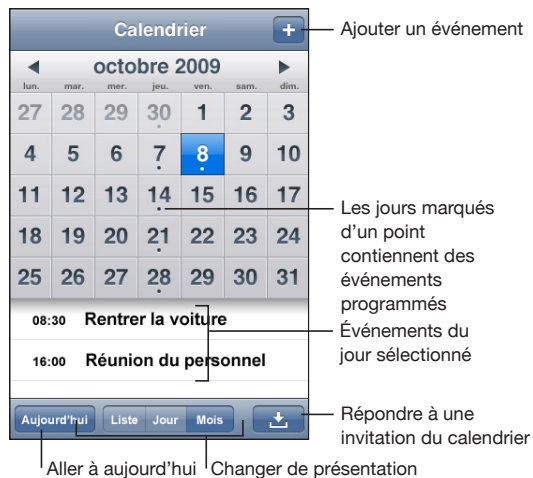 Calendrier
+
Ajouter un événement
octobre 2009
lun. mar. mer. jeu. ven. sam. dim.
27 28 29 30 1 2 3
4 5 6 7 8 9 10
11 12 13 14 15 16 17
18 19 20 21 22 23 24
25 26 27 28 29 30 31
Les jours marqués
d'un point
contiennent des
événements
programmés
08:30 Rentrer la voiture
16:00 Réunion du personnel
Événements du
jour sélectionné
Aujourd'hui Liste Jour Mois
Répondre à une
invitation du calendrier
Aller à aujourd'hui
Changer de présentation